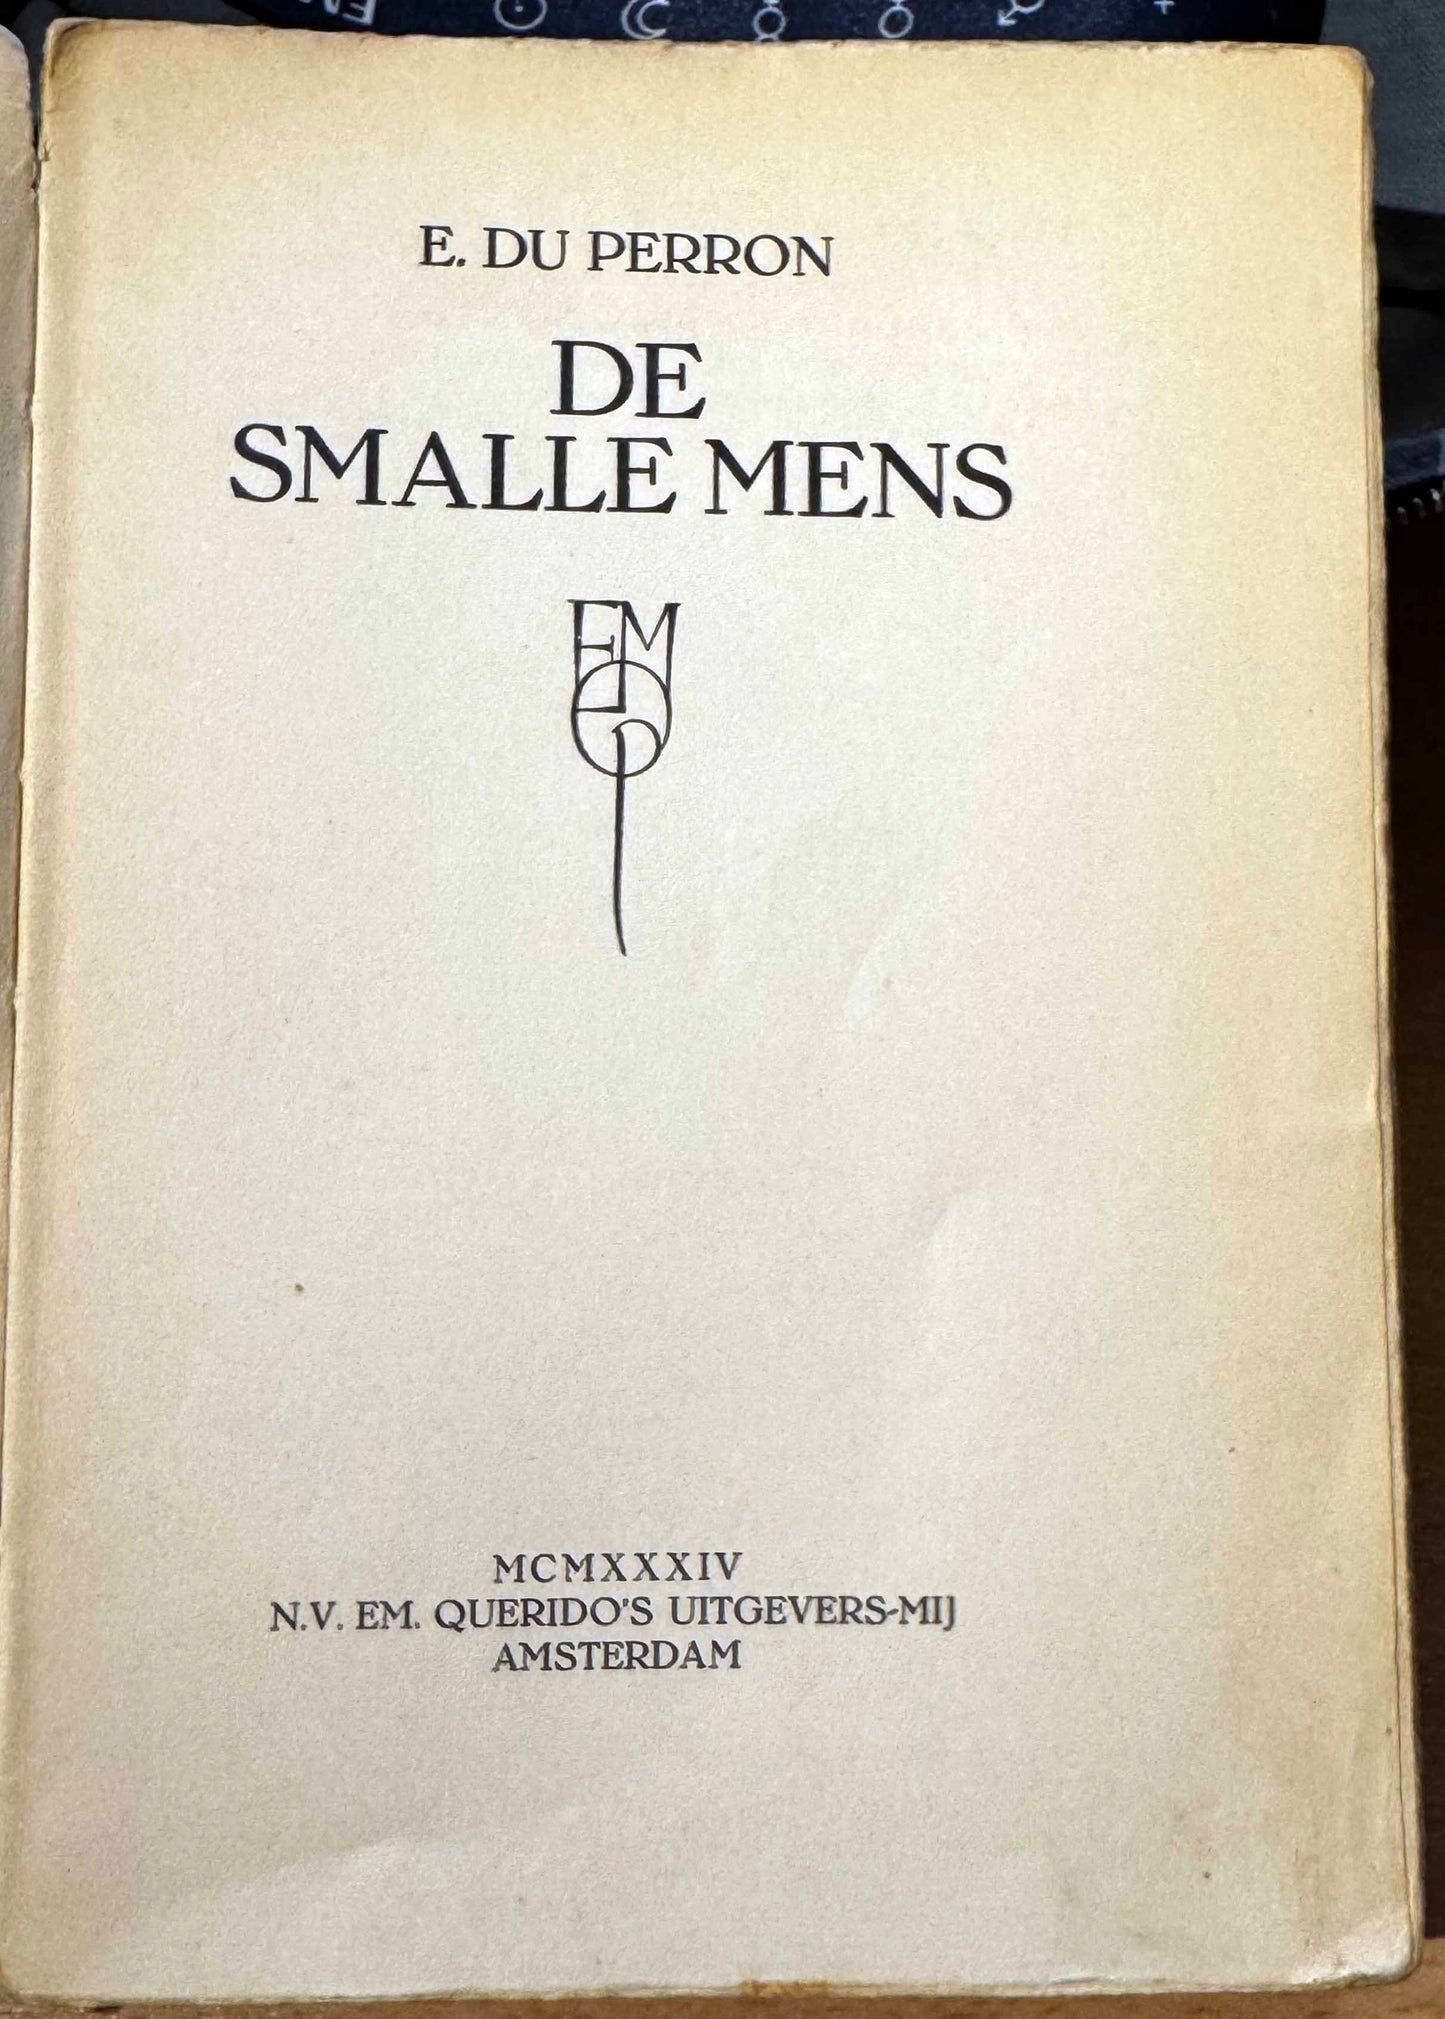 E. DU PERRON
DE
SMALLE MENS
MCMXXXIV
N.V. EM. QUERIDO'S UITGEVERS-MIJ
AMSTERDAM